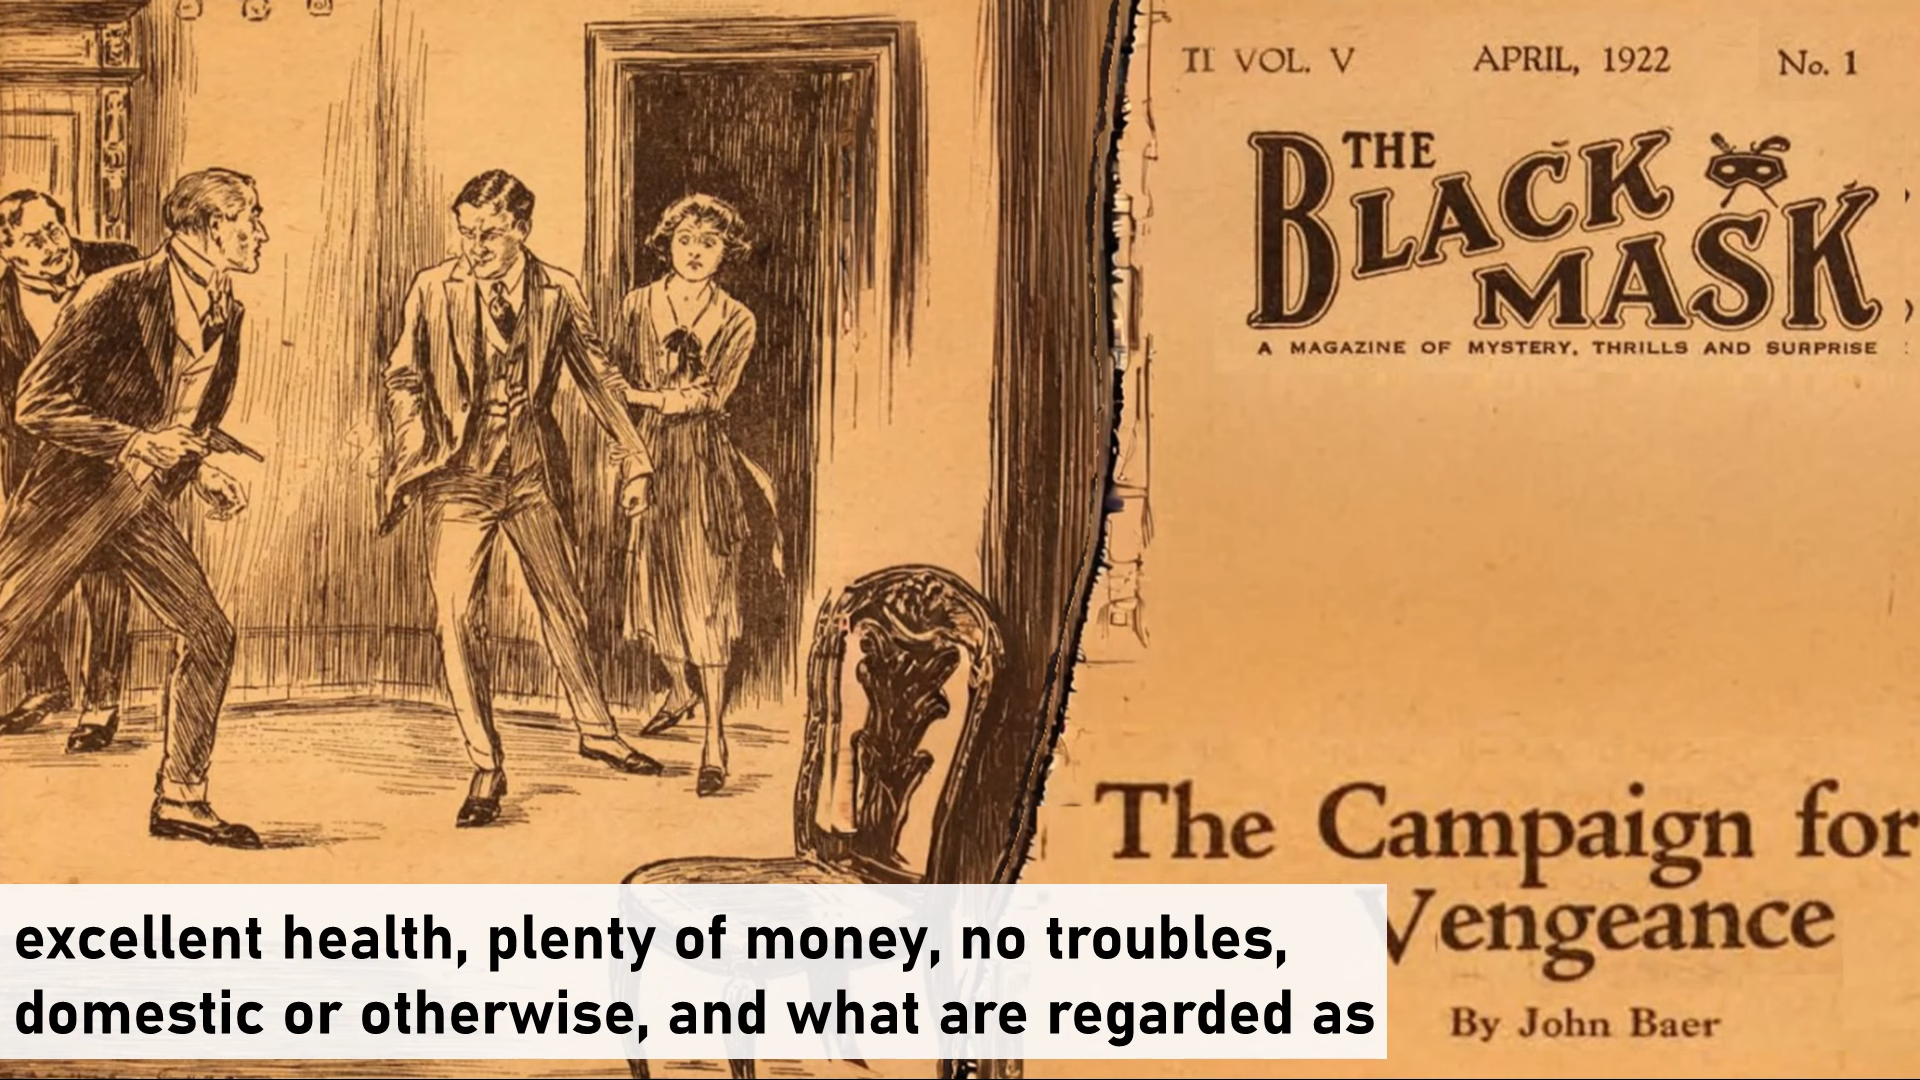 TI VOL. V APRIL, 1922 No. 1
THE
BLACK
MASK
A MAGAZINE OF MYSTERY, THRILLS AND SURPRISE
The Campaign for
Vengeance
By John Baer
excellent health, plenty of money, no troubles,
domestic or otherwise, and what are regarded as